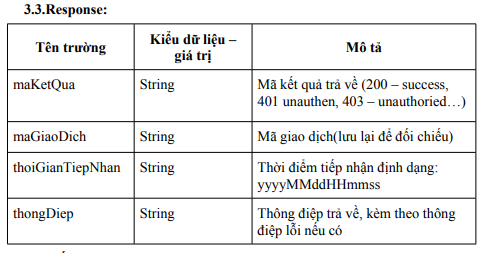 3.3.Response:
Tên trường
Kiểu dữ liệu –
giá trị
Mô tả
maKetQua
String
Mã kết quả trả về (200 – success,
401 unauthen, 403 – unauthoried…)
maGiaoDich
String
Mã giao dịch(lưu lại để đối chiếu)
thoiGianTiepNhan
String
Thời điểm tiếp nhận định dạng:
yyyyMMddHHmmss
thongDiep
String
Thông điệp trả về, kèm theo thông
điệp lỗi nếu có